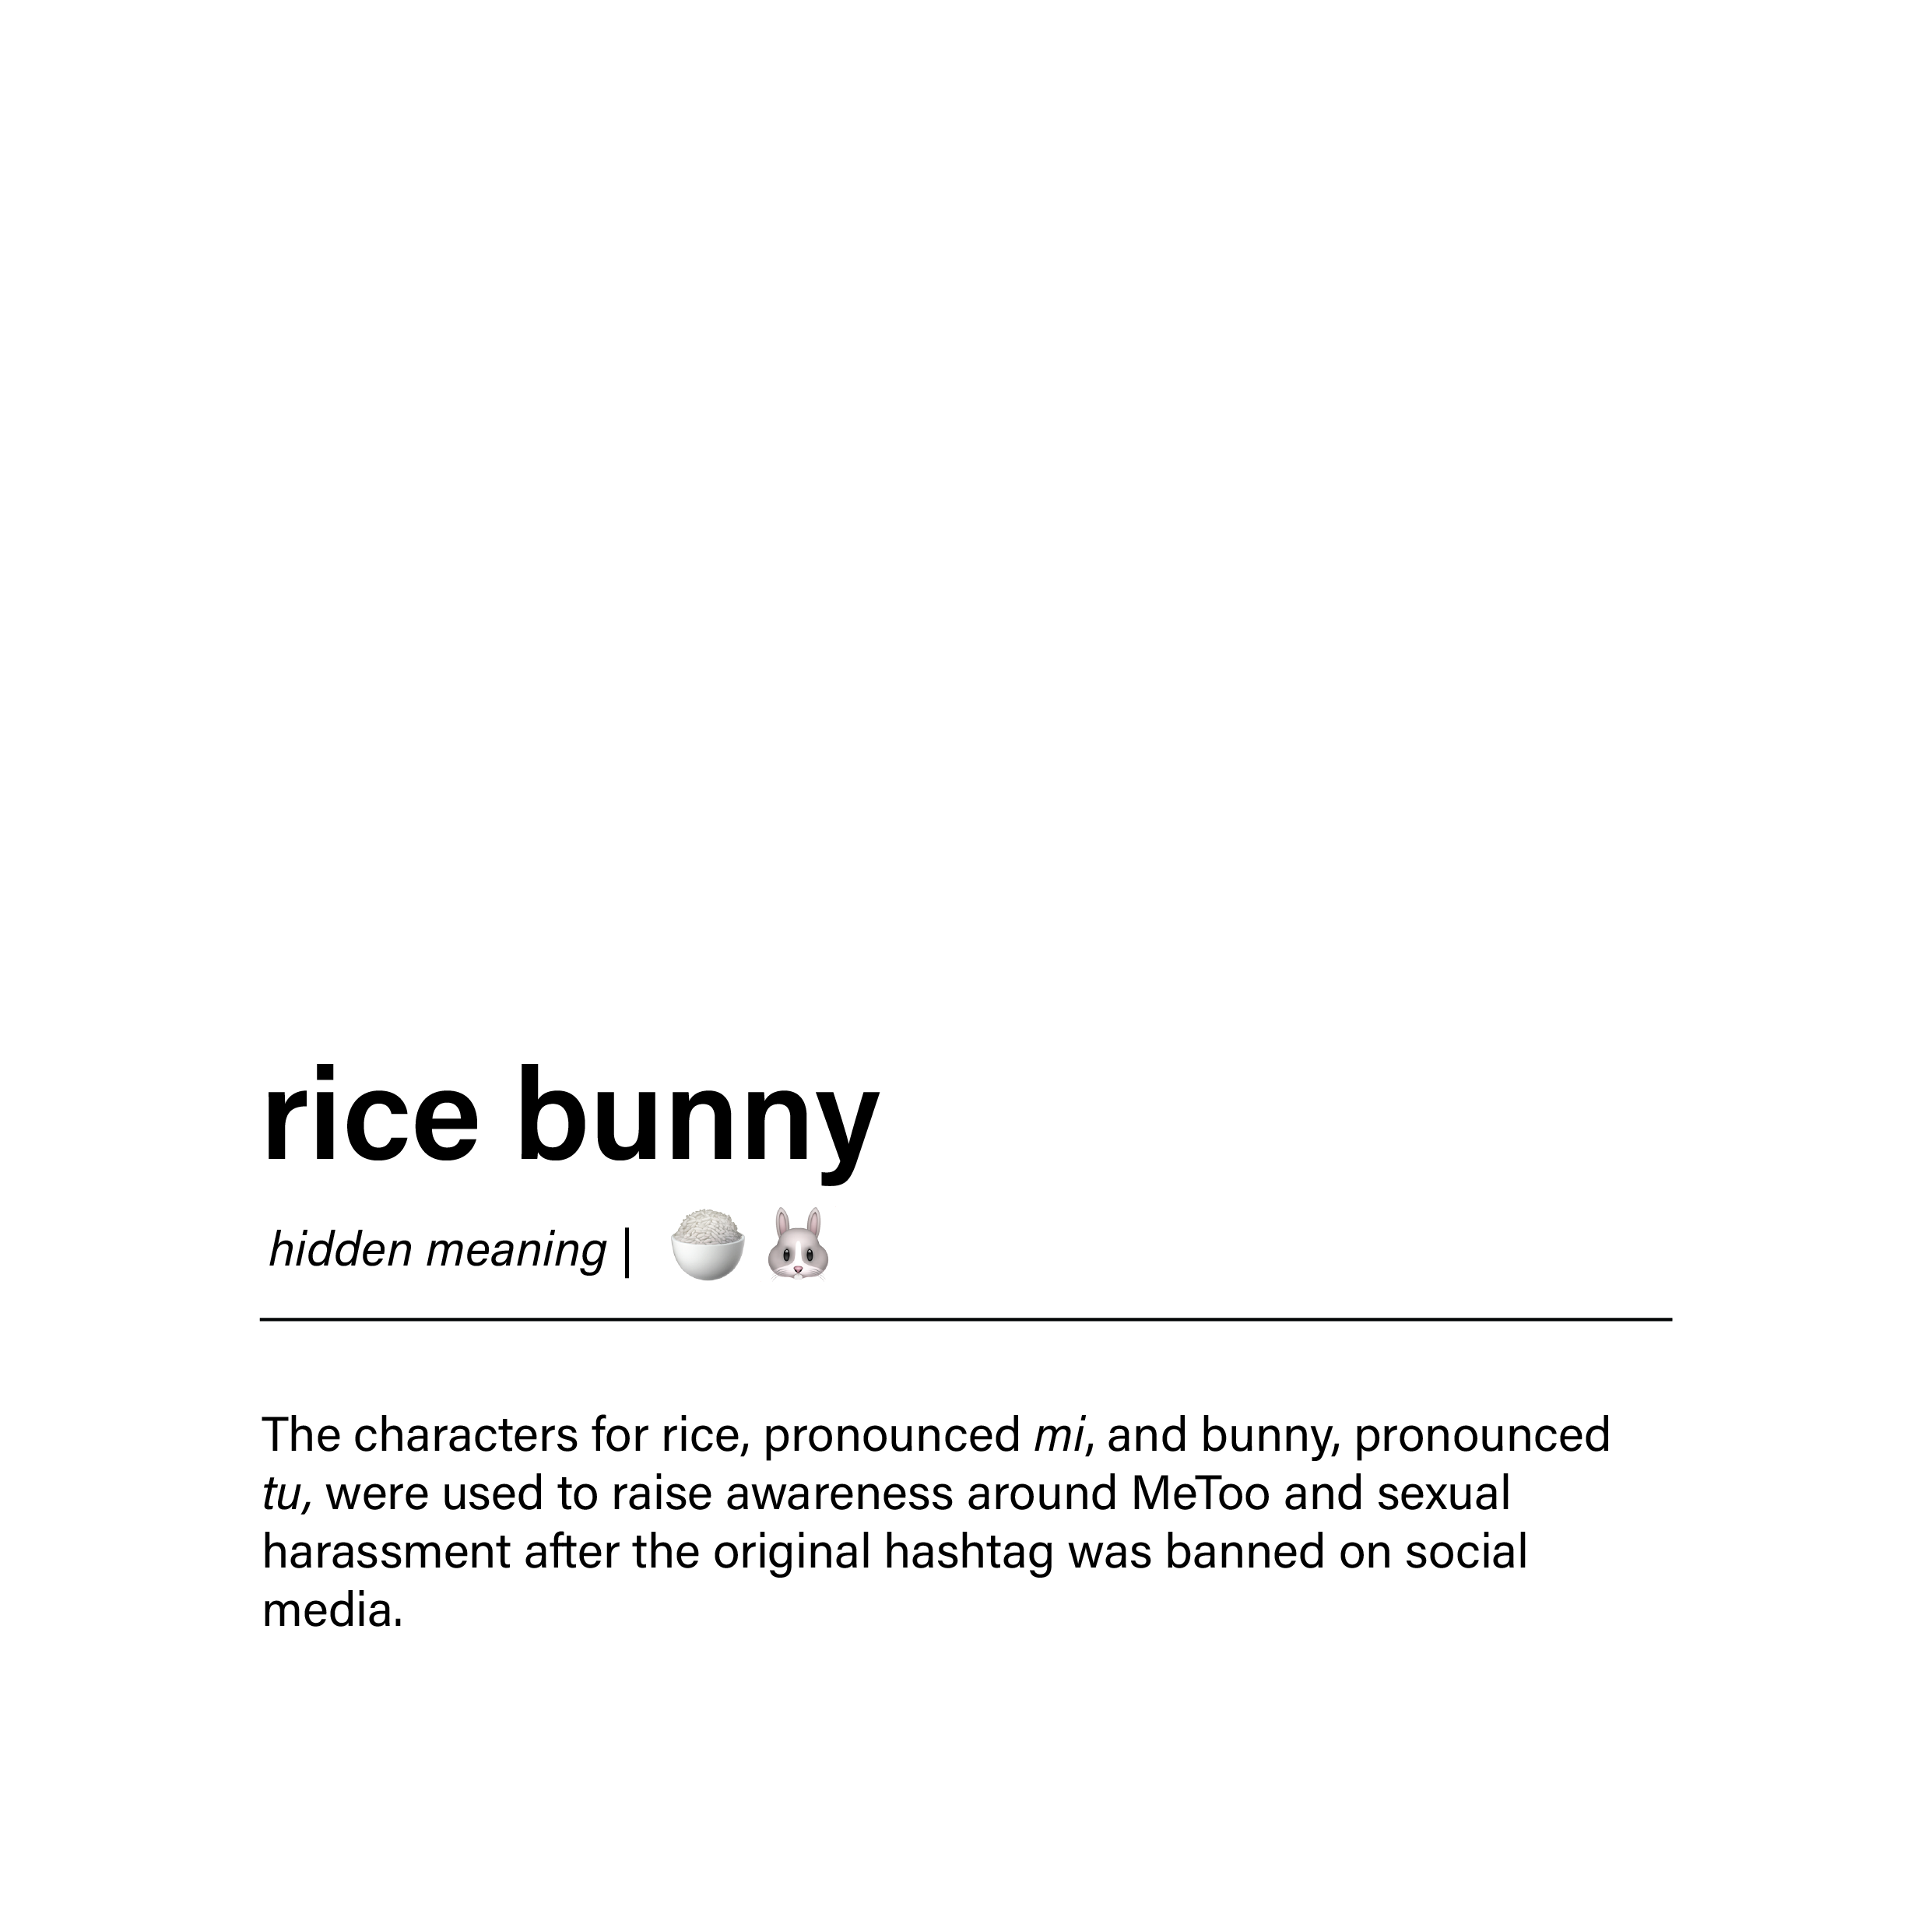 rice bunny
hidden meaning | 🍚 🐰
The characters for rice, pronounced mi, and bunny, pronounced
tu, were used to raise awareness around MeToo and sexual
harassment after the original hashtag was banned on social
media.